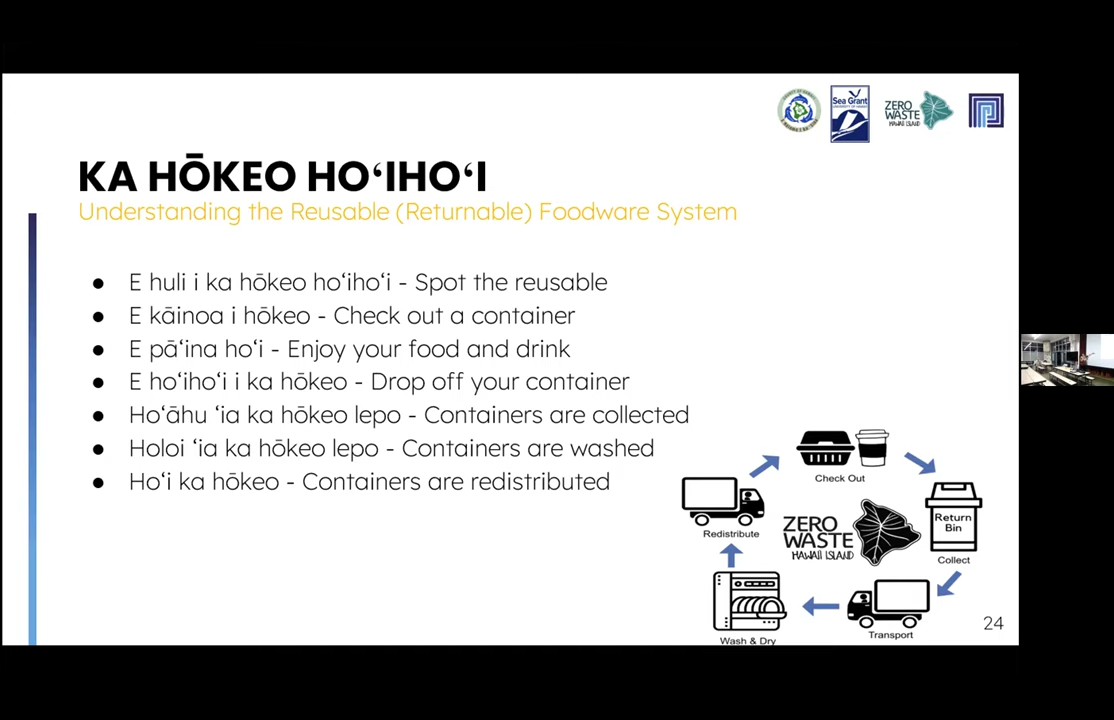 Sea Grant
ZERO
WASTE
HAWAIʻI ISLAND
KA HŌKEO HOʻIHOʻI
Understanding the Reusable (Returnable) Foodware System
● E huli i ka hōkeo hoʻihoʻi - Spot the reusable
● E kāinoa i hōkeo - Check out a container
● E pāʻina hoʻi - Enjoy your food and drink
● E hoʻihoʻi i ka hōkeo - Drop off your container
● Hoʻāhu ʻia ka hōkeo lepo - Containers are collected
● Holoi ʻia ka hōkeo lepo - Containers are washed
● Hoʻi ka hōkeo - Containers are redistributed
Check Out
Return
Bin
Collect
Transport
Wash & Dry
Redistribute
ZERO
WASTE
HAWAIʻI ISLAND
24